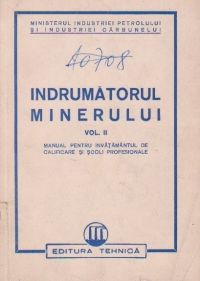 MINISTERUL INDUSTRIEI PETROLULUI
ȘI INDUSTRIEI CĂRBUNELUI
40708
INDRUMĂTORUL
MINERULUI
VOL. II
MANUAL PENTRU INVĂȚĂMÂNTUL DE
CALIFICARE ȘI ȘCOLI PROFESIONALE
EDITURA TEHNICĂ